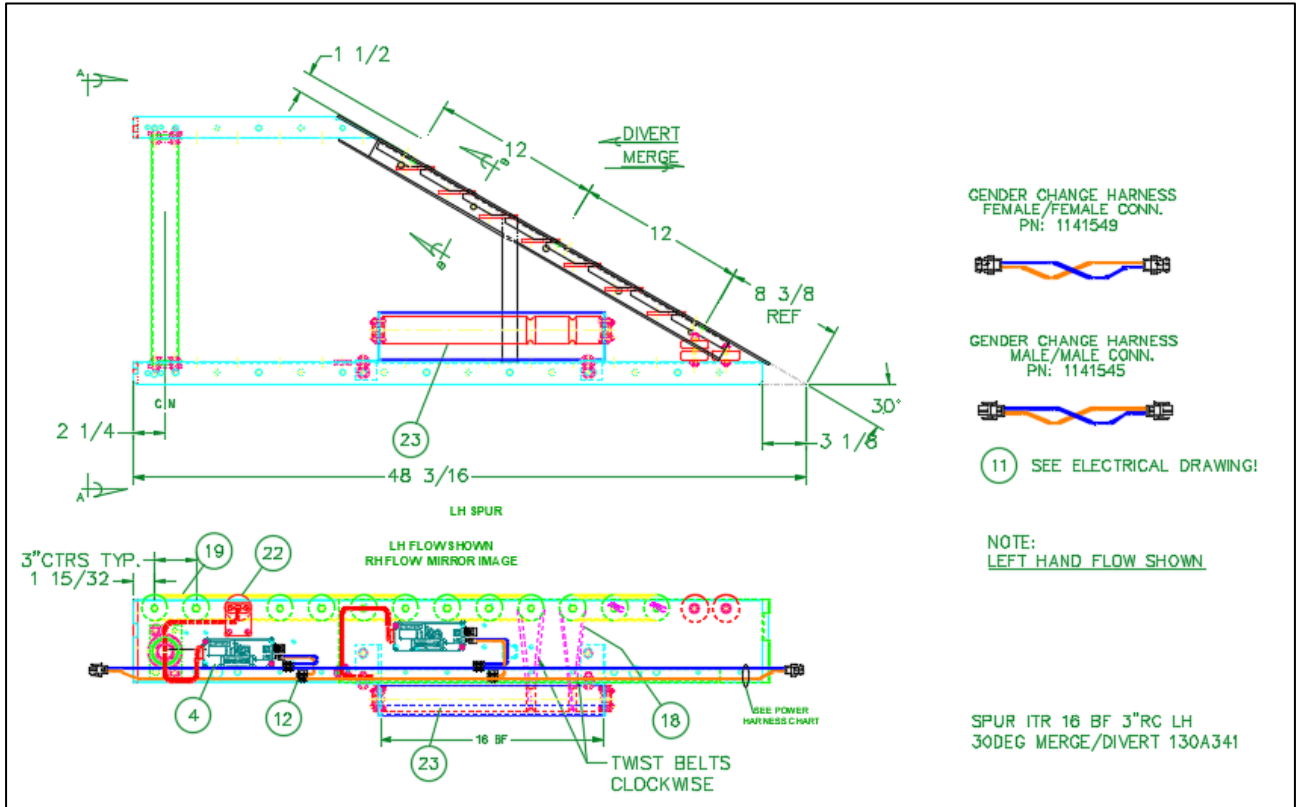 1 1/2
A
12
DIVERT
MERGE
B
12
B
8 3/8
REF
GENDER CHANGE HARNESS
FEMALE/FEMALE CONN.
PN: 1141549
GENDER CHANGE HARNESS
MALE/MALE CONN.
PN: 1141545
30°
2 1/4
23
3 1/8
48 3/16
A
11 SEE ELECTRICAL DRAWING!
LH SPUR
LH FLOW SHOWN
RH FLOW MIRROR IMAGE
NOTE:
LEFT HAND FLOW SHOWN
3"CTRS TYP.
1 15/32
19
22
4
12
23
16 BF
18
SEE POWER
HARNESS CHART
TWIST BELTS
CLOCKWISE
SPUR ITR 16 BF 3"RC LH
30DEG MERGE/DIVERT 130A341